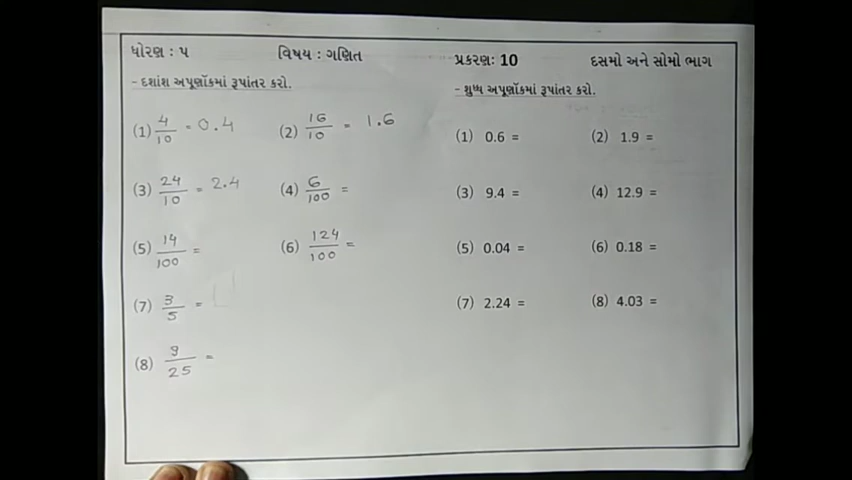 ધોરણ : ૫ વિષય : ગણિત પ્રકરણ: 10 દસમો અને સોમો ભાગ
- દશાંશ અપૂર્ણાંકમાં રૂપાંતર કરો.
(1) 4/10 = 0.4 (2) 16/10 = 1.6
(3) 24/10 = 2.4 (4) 6/100 =
(5) 14/100 = (6) 124/100 =
(7) 3/5 =
(8) 9/25 =
- શુધ્ધ અપૂર્ણાંકમાં રૂપાંતર કરો.
(1) 0.6 = (2) 1.9 =
(3) 9.4 = (4) 12.9 =
(5) 0.04 = (6) 0.18 =
(7) 2.24 = (8) 4.03 =